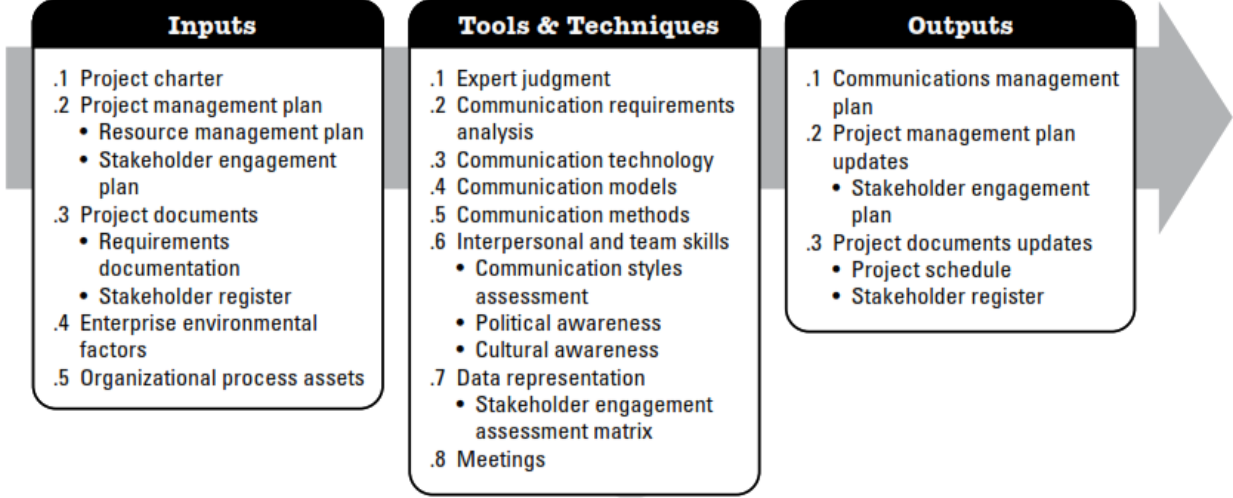 Inputs
.1 Project charter
.2 Project management plan
• Resource management plan
• Stakeholder engagement
plan
.3 Project documents
• Requirements
documentation
• Stakeholder register
.4 Enterprise environmental
factors
.5 Organizational process assets
Tools & Techniques
.1 Expert judgment
.2 Communication requirements
analysis
.3 Communication technology
.4 Communication models
.5 Communication methods
.6 Interpersonal and team skills
• Communication styles
assessment
• Political awareness
• Cultural awareness
.7 Data representation
• Stakeholder engagement
assessment matrix
.8 Meetings
Outputs
.1 Communications management
plan
.2 Project management plan
updates
• Stakeholder engagement
plan
.3 Project documents updates
• Project schedule
• Stakeholder register